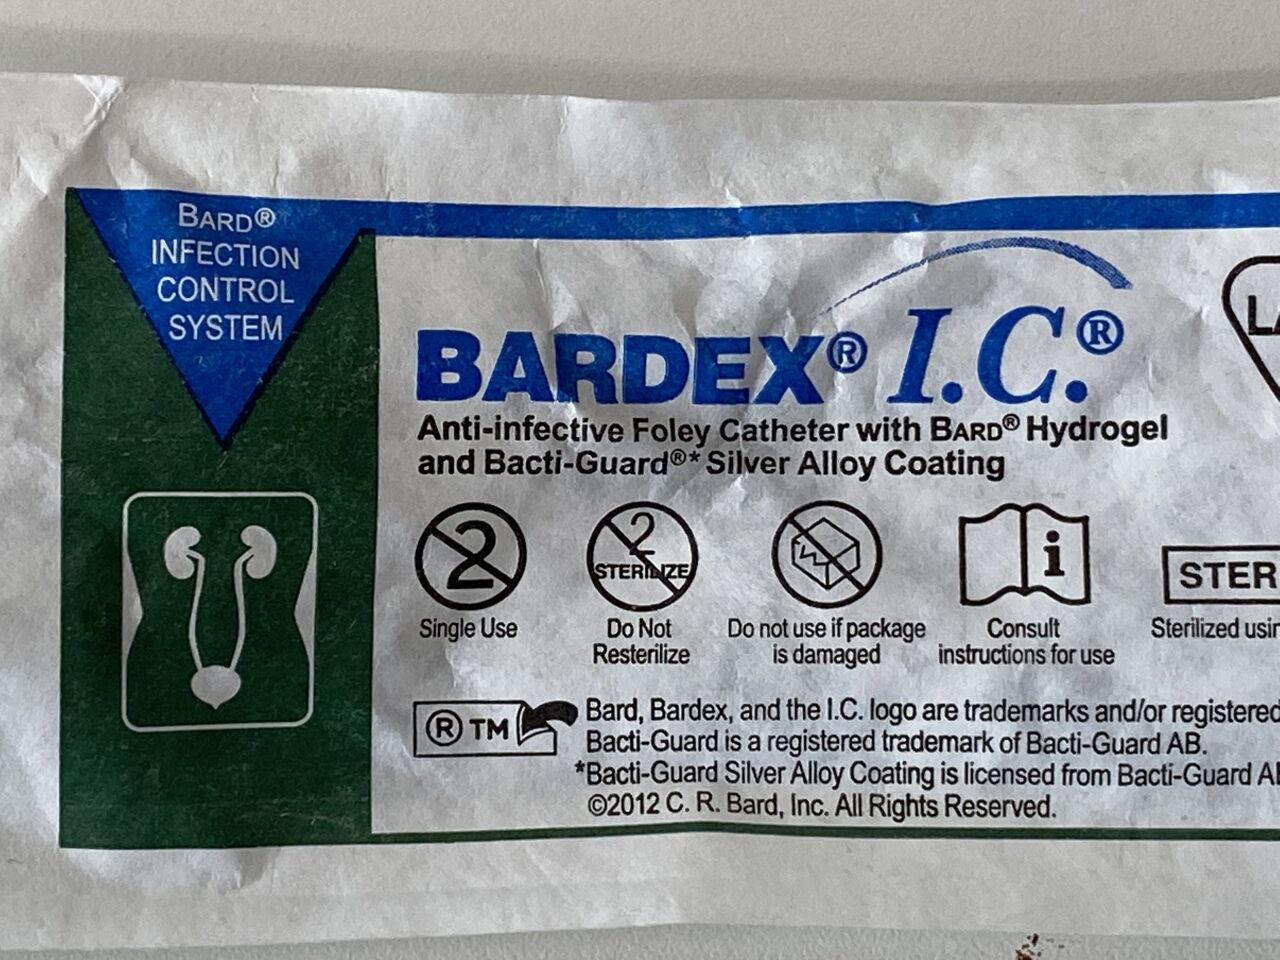 BARD®
INFECTION
CONTROL
SYSTEM
BARDEX® I.C.®
Anti-infective Foley Catheter with BARD® Hydrogel
and Bacti-Guard®* Silver Alloy Coating
2
2
STERILIZE
i
STER
LA
Single Use
Do Not
Resterilize
Do not use if package
is damaged
Consult
instructions for use
Sterilized usin
® TM
Bard, Bardex, and the I.C. logo are trademarks and/or registered
Bacti-Guard is a registered trademark of Bacti-Guard AB.
*Bacti-Guard Silver Alloy Coating is licensed from Bacti-Guard A
©2012 C. R. Bard, Inc. All Rights Reserved.